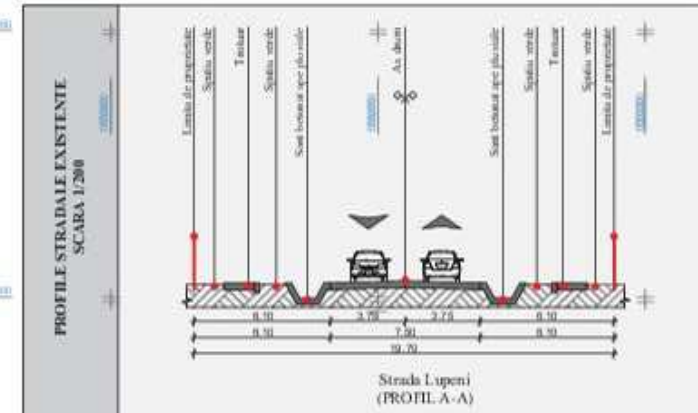 PROFILE STRADALE EXISTENTE
SCARA 1/200
Limita de proprietate
Spatiu verde
Trotuar
Spatiu verde
Sant betonat ape pluviale
Ax drum
Sant betonat ape pluviale
Spatiu verde
Trotuar
Spatiu verde
Limita de proprietate
6.10 3.75 3.75 6.10
6.10 7.50 6.10
19.70
Strada Lupeni
(PROFIL A-A)